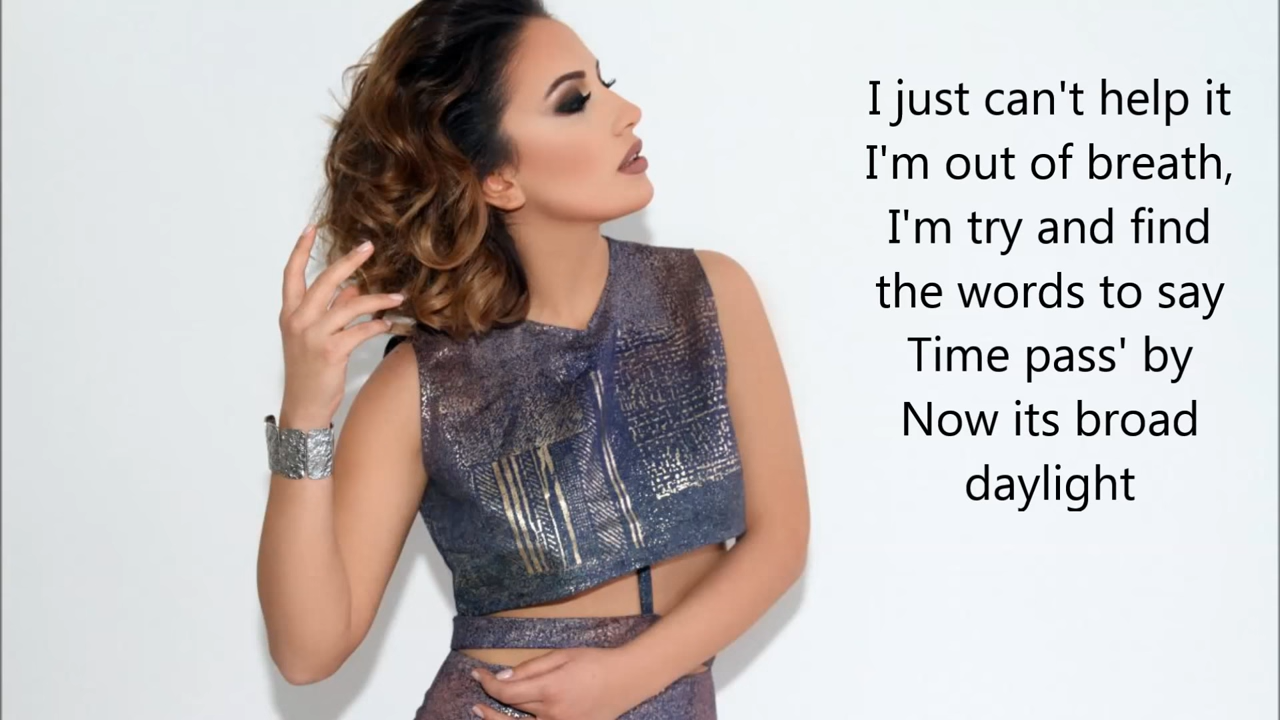 I just can't help it
I'm out of breath,
I'm try and find
the words to say
Time pass' by
Now its broad
daylight